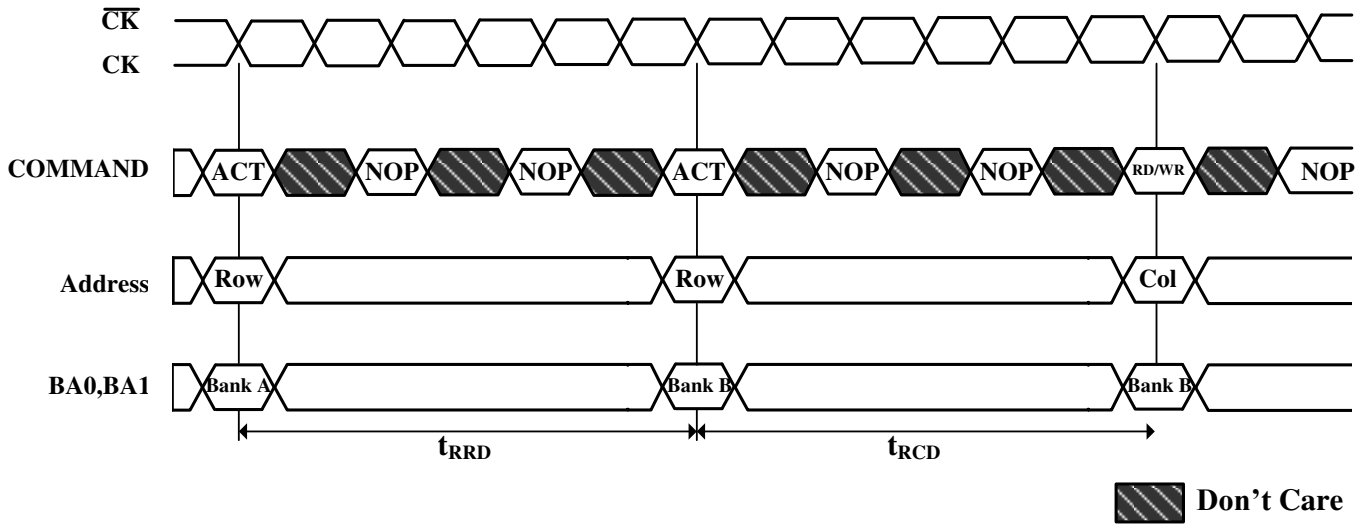 CK
CK
COMMAND ACT NOP NOP ACT NOP NOP RD/WR NOP
Address Row Row Col
BA0,BA1 Bank A Bank B Bank B
tRRD tRCD
Don't Care